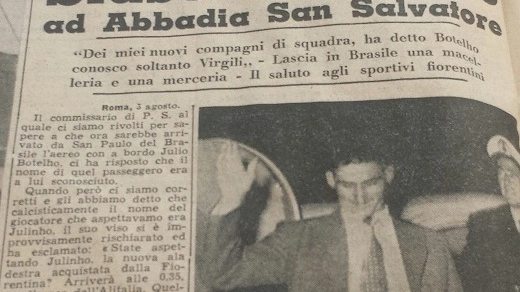 ad Abbadia San Salvatore
"Dei miei nuovi compagni di squadra, ha detto Botelho
conosco soltanto Virgili,, - Lascia in Brasile una macel-
leria e una merceria - Il saluto agli sportivi fiorentini
Roma, 3 agosto.
Il commissario di P. S. al
quale ci siamo rivolti per sa-
pere a che ora sarebbe arri-
vato da San Paulo del Bra-
sile l'aereo con a bordo Julio
Botelho, ci ha risposto che il
nome di quel passeggero era
a lui sconosciuto.
Quando però ci siamo cor-
retti e gli abbiamo detto che
calcisticamente il nome del
giocatore che aspettavamo era
Julinho, il suo viso si è im-
provvisamente rischiarato ed
ha esclamato: «State aspet-
tando Julinho, la nuova ala
destra acquistata dalla Fio-
rentina? Arriverà alle 0,35,
dell'Alitalia. Quel-